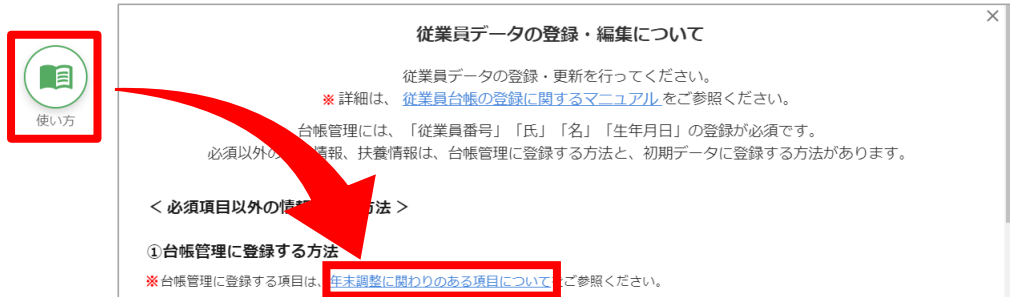 使い方
×
従業員データの登録・編集について
従業員データの登録・更新を行ってください。
※詳細は、 従業員台帳の登録に関するマニュアル をご参照ください。
台帳管理には、「従業員番号」「氏」「名」「生年月日」の登録が必須です。
必須以外の 情報、扶養情報は、台帳管理に登録する方法と、初期データに登録する方法があります。
＜必須項目以外の情 方法＞
①台帳管理に登録する方法
※台帳管理に登録する項目は、年末調整に関わりのある項目について ご参照ください。